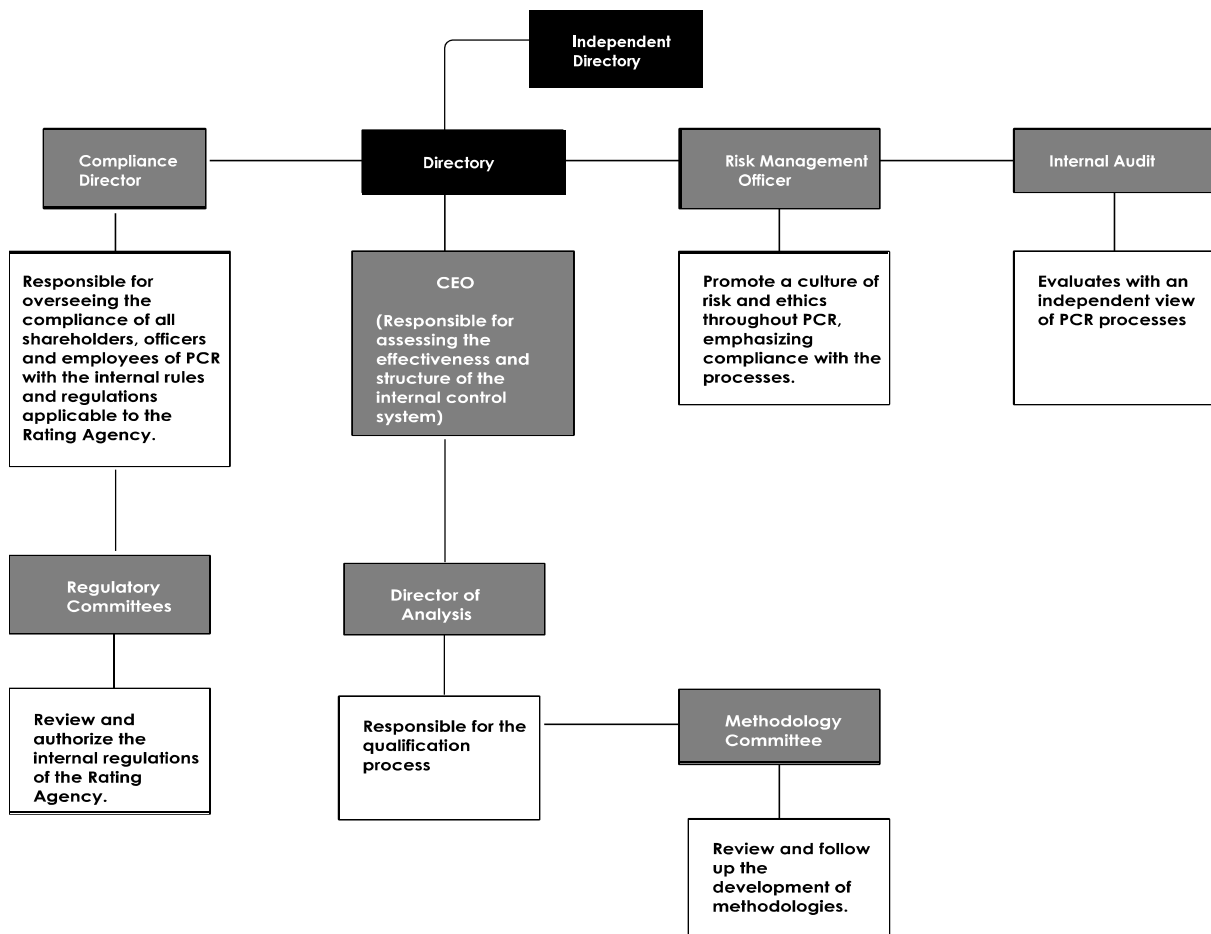 Independent
Directory
Compliance
Director
Directory
Risk Management
Officer
Internal Audit
Responsible for
overseeing the
compliance of all
shareholders, officers
and employees of PCR
with the internal rules
and regulations
applicable to the
Rating Agency.
CEO
(Responsible for
assessing the
effectiveness and
structure of the
internal control
system)
Promote a culture of
risk and ethics
throughout PCR,
emphasizing
compliance with the
processes.
Evaluates with an
independent view
of PCR processes
Regulatory
Committees
Director of
Analysis
Review and
authorize the
internal regulations
of the Rating
Agency.
Responsible for the
qualification
process
Methodology
Committee
Review and follow
up the
development of
methodologies.